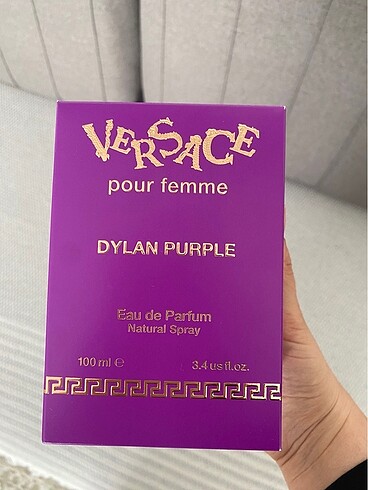 VERSACE
pour femme
DYLAN PURPLE
Eau de Parfum
Natural Spray
100 ml ℮ 3.4 us fl.oz.